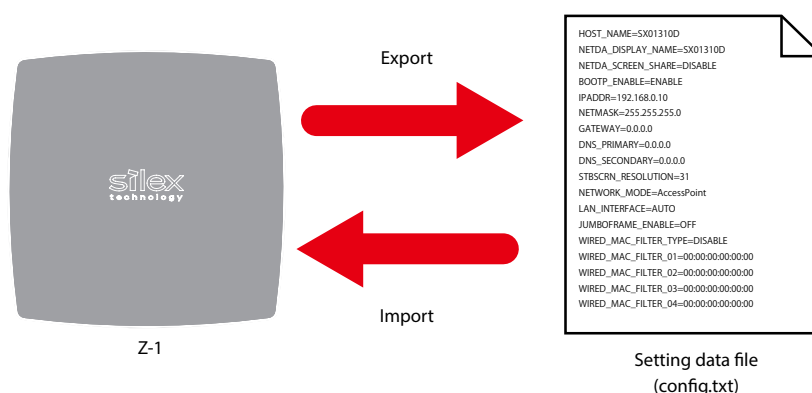 Export
silex
technology
Import
Z-1
HOST_NAME=SX01310D
NETDA_DISPLAY_NAME=SX01310D
NETDA_SCREEN_SHARE=DISABLE
BOOTP_ENABLE=ENABLE
IPADDR=192.168.0.10
NETMASK=255.255.255.0
GATEWAY=0.0.0.0
DNS_PRIMARY=0.0.0.0
DNS_SECONDARY=0.0.0.0
STBSCRN_RESOLUTION=31
NETWORK_MODE=AccessPoint
LAN_INTERFACE=AUTO
JUMBOFRAME_ENABLE=OFF
WIRED_MAC_FILTER_TYPE=DISABLE
WIRED_MAC_FILTER_01=00:00:00:00:00:00
WIRED_MAC_FILTER_02=00:00:00:00:00:00
WIRED_MAC_FILTER_03=00:00:00:00:00:00
WIRED_MAC_FILTER_04=00:00:00:00:00:00
Setting data file
(config.txt)